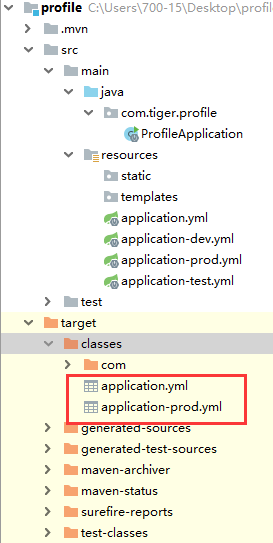 profile C:\Users\700-15\Desktop\profil
.mvn
src
main
java
com.tiger.profile
ProfileApplication
resources
static
templates
application.yml
application-dev.yml
application-prod.yml
application-test.yml
test
target
classes
com
application.yml
application-prod.yml
generated-sources
generated-test-sources
maven-archiver
maven-status
surefire-reports
test-classes